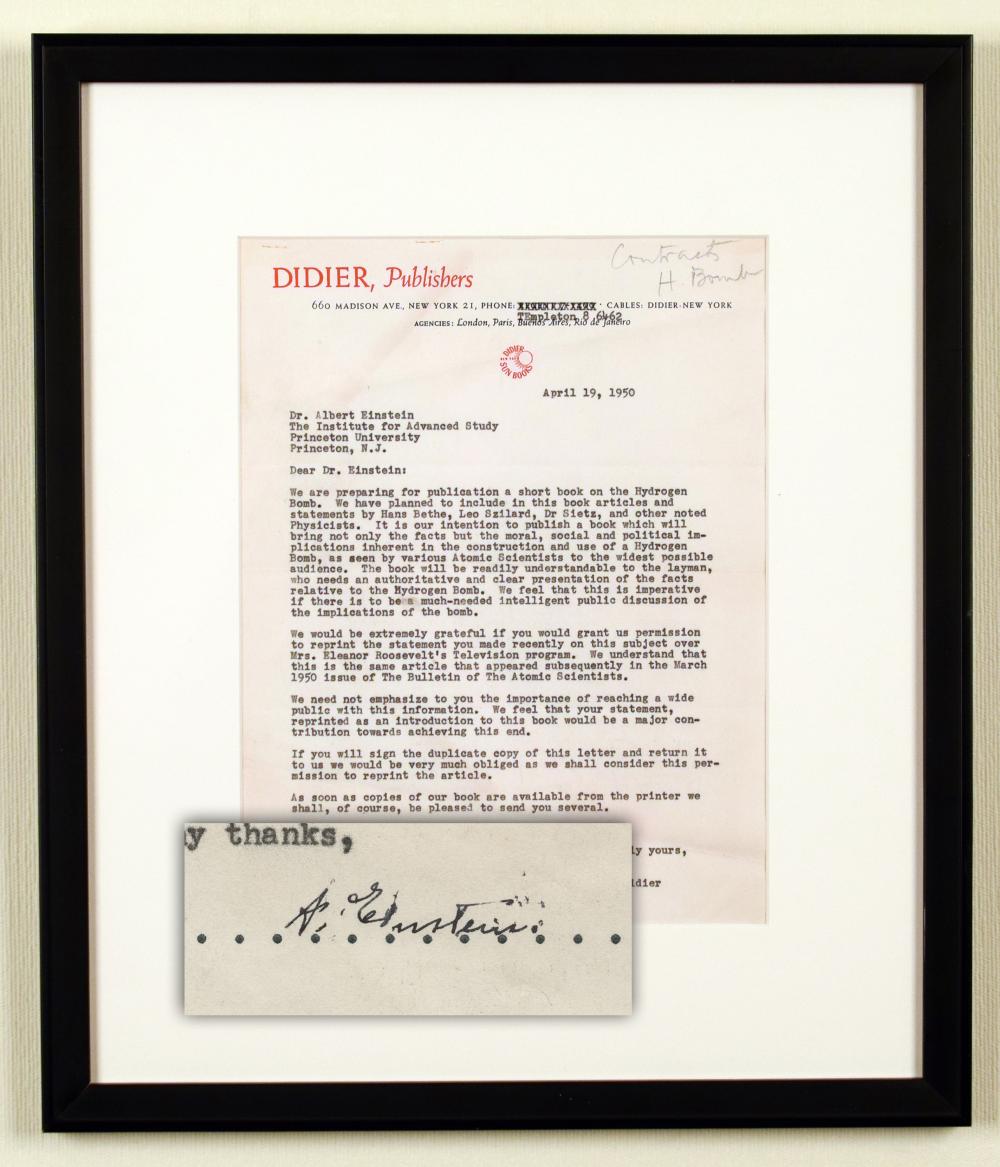 Contracts
H. Bomb
DIDIER, Publishers
660 MADISON AVE., NEW YORK 21, PHONE: · CABLES: DIDIER-NEW YORK
TEmpleton 8 6462
AGENCIES: London, Paris, Buenos Aires, Rio de Janeiro
DIDIER
NEW YORK
SUN BOOKS
April 19, 1950
Dr. Albert Einstein
The Institute for Advanced Study
Princeton University
Princeton, N.J.
Dear Dr. Einstein:
We are preparing for publication a short book on the Hydrogen
Bomb. We have planned to include in this book articles and
statements by Hans Bethe, Leo Szilard, Dr Sietz, and other noted
Physicists. It is our intention to publish a book which will
bring not only the facts but the moral, social and political im-
plications inherent in the construction and use of a Hydrogen
Bomb, as seen by various Atomic Scientists to the widest possible
audience. The book will be readily understandable to the layman,
who needs an authoritative and clear presentation of the facts
relative to the Hydrogen Bomb. We feel that this is imperative
if there is to be a much-needed intelligent public discussion of
the implications of the bomb.
We would be extremely grateful if you would grant us permission
to reprint the statement you made recently on this subject over
Mrs. Eleanor Roosevelt's Television program. We understand that
this is the same article that appeared subsequently in the March
1950 issue of The Bulletin of The Atomic Scientists.
We need not emphasize to you the importance of reaching a wide
public with this information. We feel that your statement,
reprinted as an introduction to this book would be a major con-
tribution towards achieving this end.
If you will sign the duplicate copy of this letter and return it
to us we would be very much obliged as we shall consider this per-
mission to reprint the article.
As soon as copies of our book are available from the printer we
shall, of course, be pleased to send you several.
ly yours,
idier
y thanks,
A. Einstein.